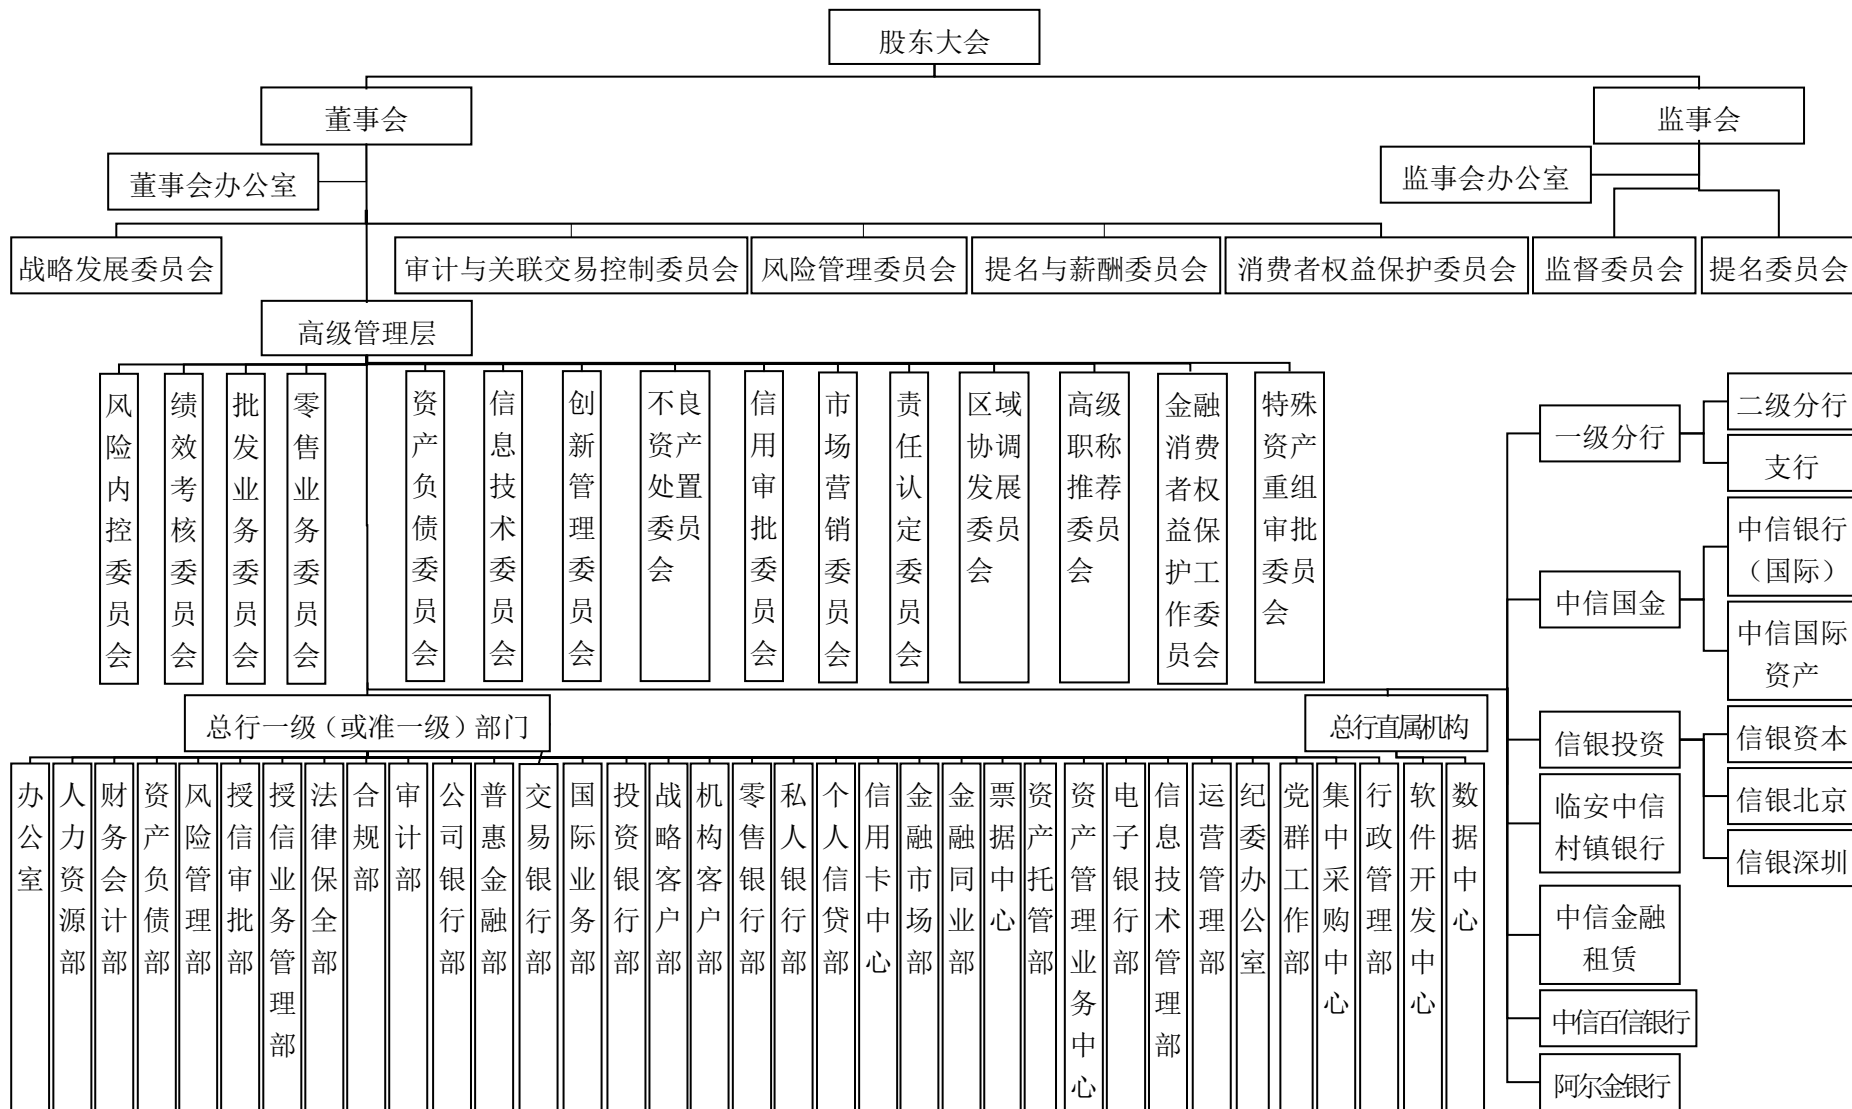 股东大会
董事会
监事会
董事会办公室
监事会办公室
战略发展委员会
审计与关联交易控制委员会
风险管理委员会
提名与薪酬委员会
消费者权益保护委员会
监督委员会
提名委员会
高级管理层
风险内控委员会
绩效考核委员会
批发业务委员会
零售业务委员会
资产负债委员会
信息技术委员会
创新管理委员会
不良
资产
处置
委员
会
信用审批委员会
市场营销委员会
责任认定委员会
区域
协调
发展
委员
会
高级
职称
推荐
委员
会
金融
消费
者权
益保
护工
作委
员会
特殊
资产
重组
审批
委员
会
总行一级（或准一级）部门
总行直属机构
办公室
人力资源部
财务会计部
资产负债部
风险管理部
授信审批部
授信业务管理部
法律保全部
合规部
审计部
公司银行部
普惠金融部
交易银行部
国际业务部
投资银行部
战略客户部
机构客户部
零售银行部
私人银行部
个人信贷部
信用卡中心
金融市场部
金融同业部
票据中心
资产托管部
资产管理业务中心
电子银行部
信息技术管理部
运营管理部
纪委办公室
党群工作部
集中采购中心
行政管理部
软件开发中心
数据中心
一级分行
二级分行
支行
中信国金
中信银行
（国际）
中信国际
资产
信银投资
信银资本
信银北京
信银深圳
临安中信
村镇银行
中信金融
租赁
中信百信银行
阿尔金银行